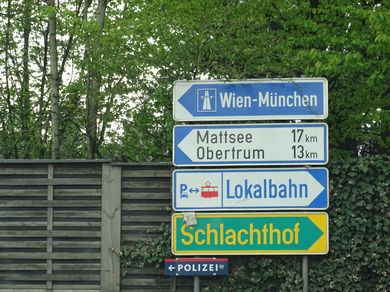 Wien-München
Mattsee 17 km
Obertrum 13 km
P ↔ Lokalbahn
Schlachthof
← POLIZEI